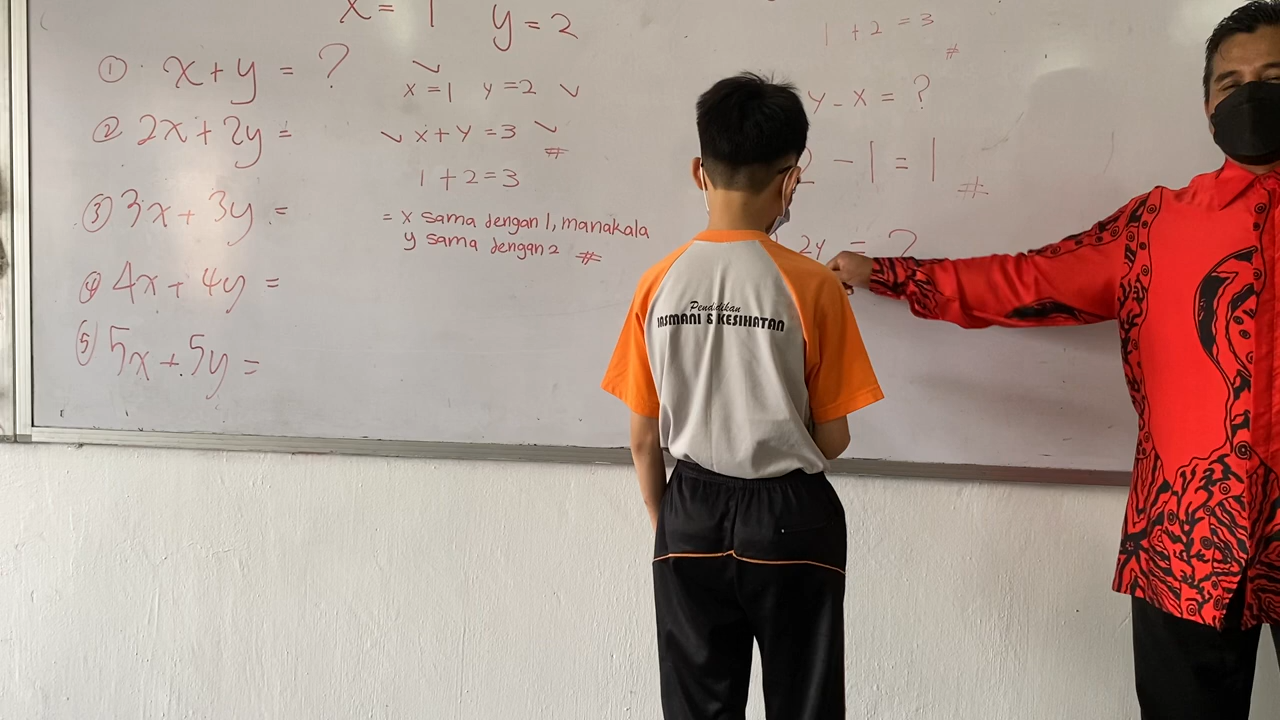 x = 1 y = 2
① x + y = ?
② 2x + 2y =
③ 3x + 3y =
④ 4x + 4y =
⑤ 5x + 5y =
x = 1 y = 2
x + y = 3
#
1 + 2 = 3
= x sama dengan 1, manakala
y sama dengan 2 #
1 + 2 = 3
#
y - x = ?
2 - 1 = 1 #
2y = ?
Pendidikan
JASMANI & KESIHATAN